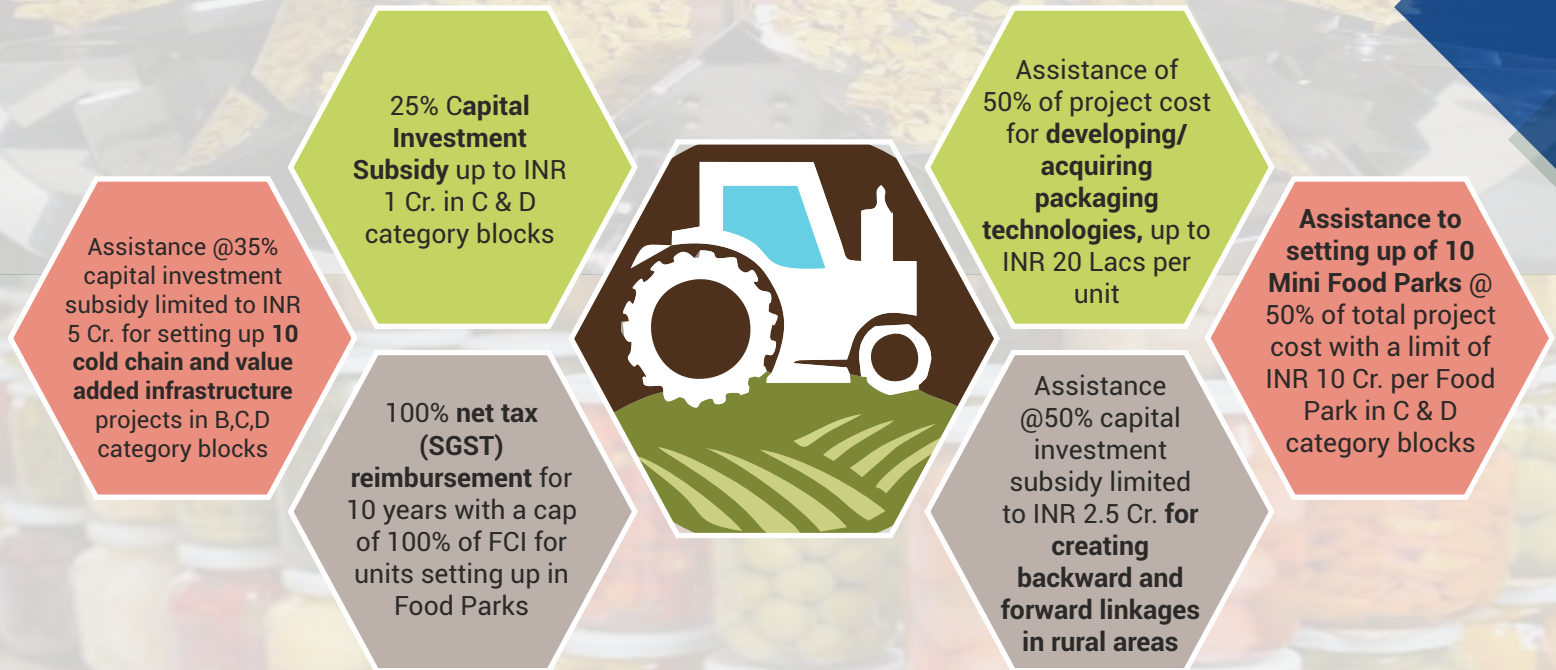 Assistance @35%
capital investment
subsidy limited to INR
5 Cr. for setting up 10
cold chain and value
added infrastructure
projects in B,C,D
category blocks
25% Capital
Investment
Subsidy up to INR
1 Cr. in C & D
category blocks
100% net tax
(SGST)
reimbursement for
10 years with a cap
of 100% of FCI for
units setting up in
Food Parks
Assistance of
50% of project cost
for developing/
acquiring
packaging
technologies, up to
INR 20 Lacs per
unit
Assistance
@50% capital
investment
subsidy limited
to INR 2.5 Cr. for
creating
backward and
forward linkages
in rural areas
Assistance to
setting up of 10
Mini Food Parks @
50% of total project
cost with a limit of
INR 10 Cr. per Food
Park in C & D
category blocks